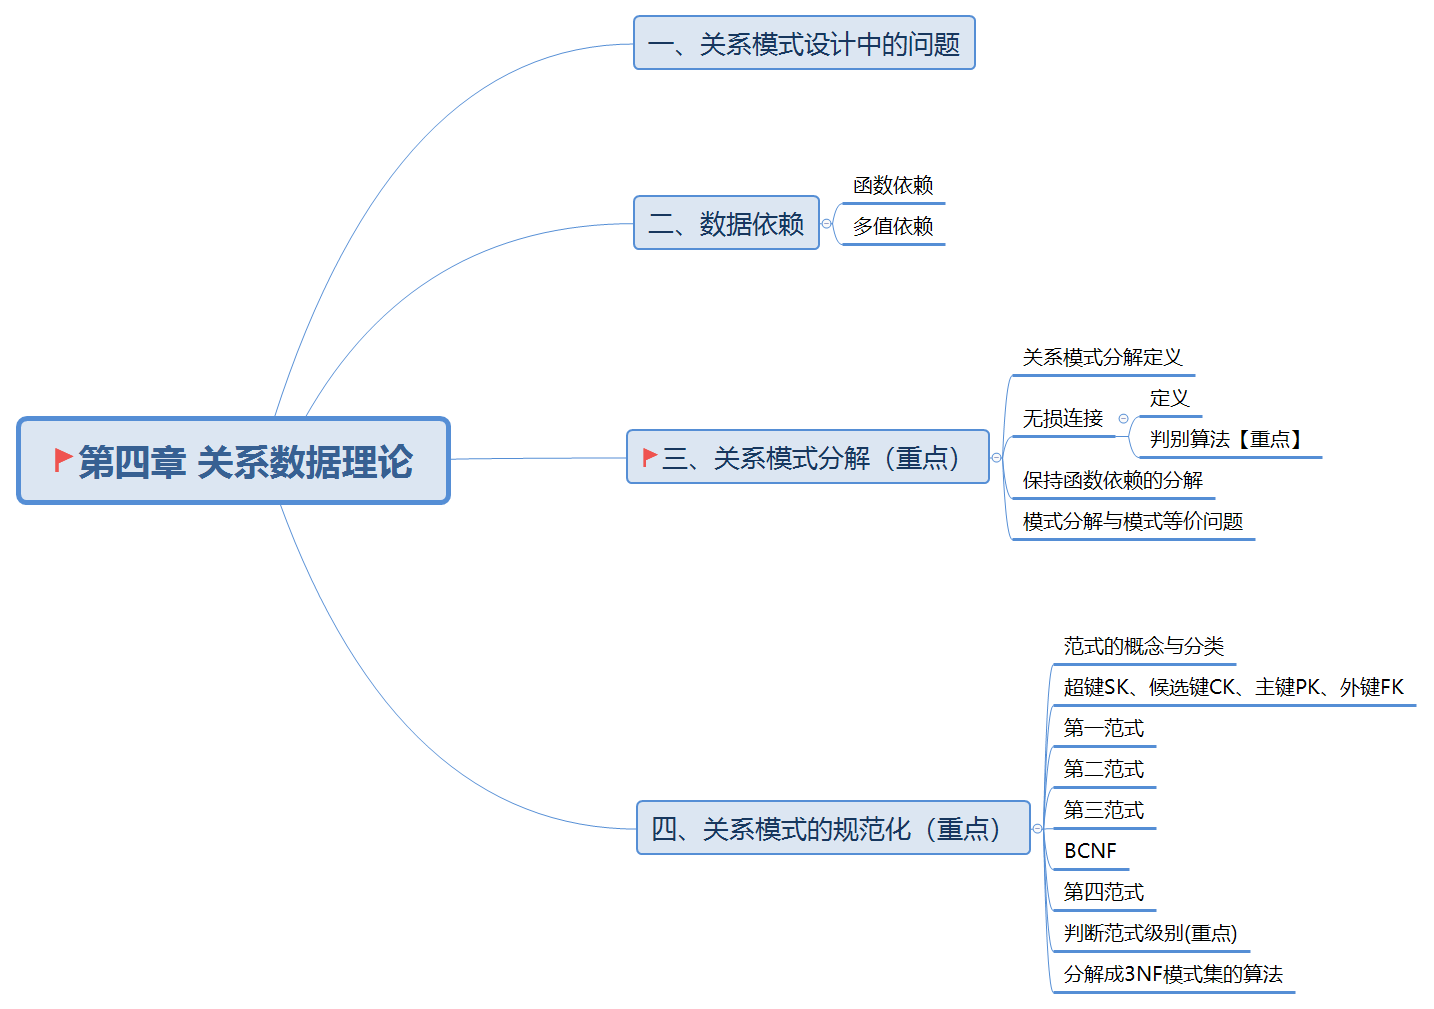 第四章 关系数据理论
一、关系模式设计中的问题
二、数据依赖
函数依赖
多值依赖
三、关系模式分解（重点）
关系模式分解定义
无损连接
定义
判别算法【重点】
保持函数依赖的分解
模式分解与模式等价问题
四、关系模式的规范化（重点）
范式的概念与分类
超键SK、候选键CK、主键PK、外键FK
第一范式
第二范式
第三范式
BCNF
第四范式
判断范式级别(重点)
分解成3NF模式集的算法